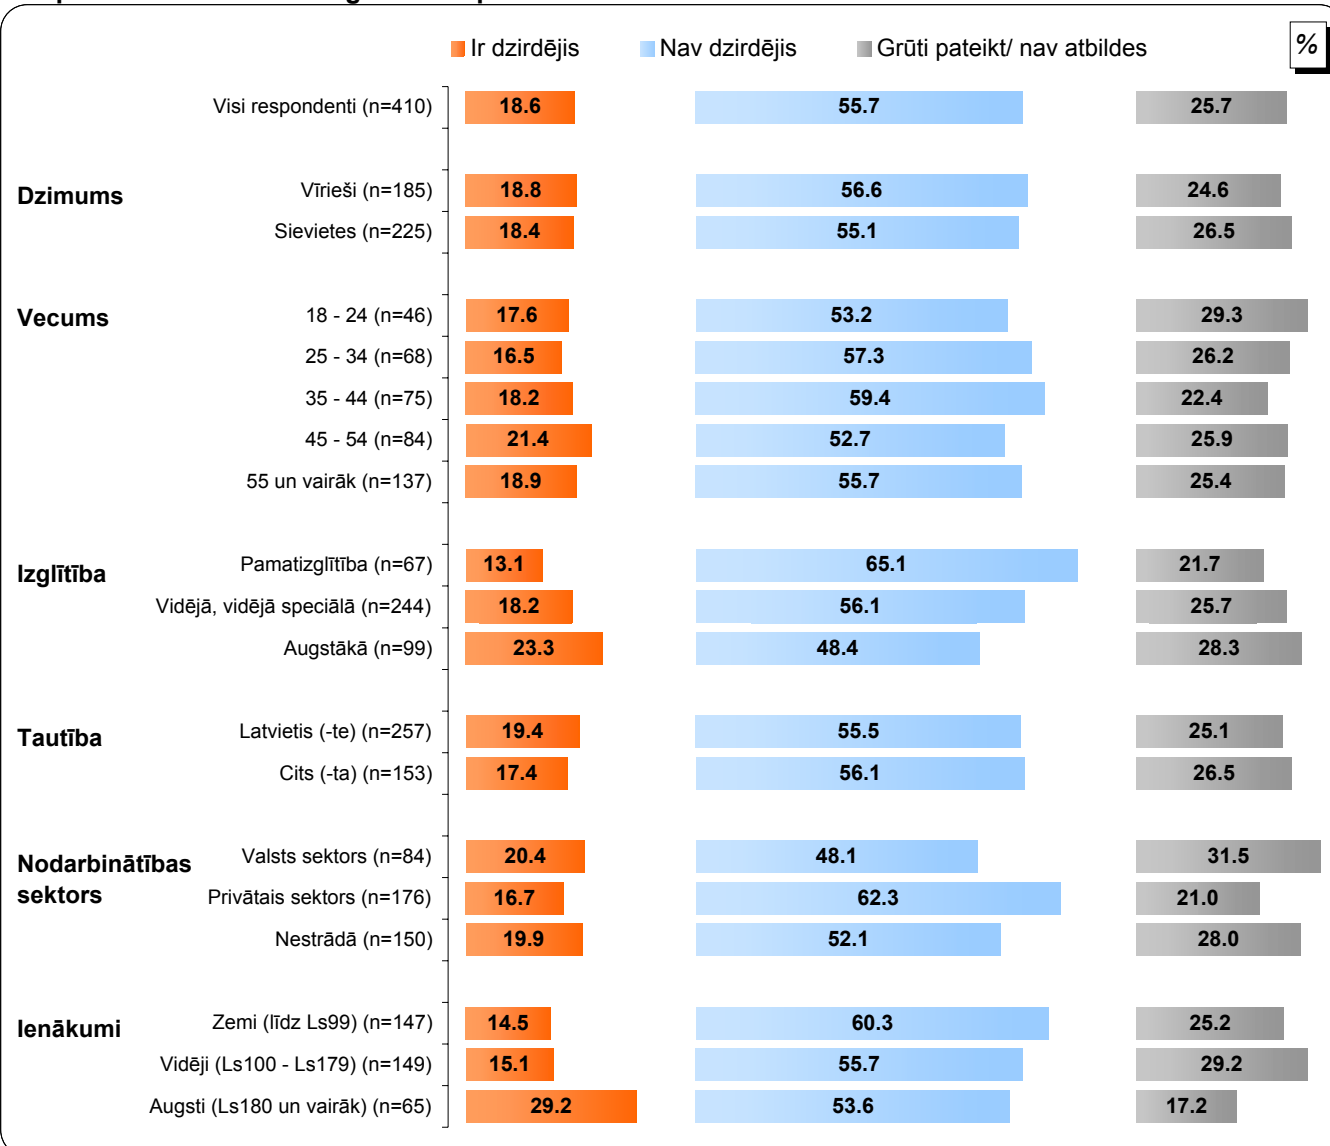 Ir dzirdējis Nav dzirdējis Grūti pateikt/ nav atbildes %
Visi respondenti (n=410) 18.6 55.7 25.7
Dzimums
Vīrieši (n=185) 18.8 56.6 24.6
Sievietes (n=225) 18.4 55.1 26.5
Vecums
18 - 24 (n=46) 17.6 53.2 29.3
25 - 34 (n=68) 16.5 57.3 26.2
35 - 44 (n=75) 18.2 59.4 22.4
45 - 54 (n=84) 21.4 52.7 25.9
55 un vairāk (n=137) 18.9 55.7 25.4
Izglītība
Pamatizglītība (n=67) 13.1 65.1 21.7
Vidējā, vidējā speciālā (n=244) 18.2 56.1 25.7
Augstākā (n=99) 23.3 48.4 28.3
Tautība
Latvietis (-te) (n=257) 19.4 55.5 25.1
Cits (-ta) (n=153) 17.4 56.1 26.5
Nodarbinātības
sektors
Valsts sektors (n=84) 20.4 48.1 31.5
Privātais sektors (n=176) 16.7 62.3 21.0
Nestrādā (n=150) 19.9 52.1 28.0
Ienākumi
Zemi (līdz Ls99) (n=147) 14.5 60.3 25.2
Vidēji (Ls100 - Ls179) (n=149) 15.1 55.7 29.2
Augsti (Ls180 un vairāk) (n=65) 29.2 53.6 17.2